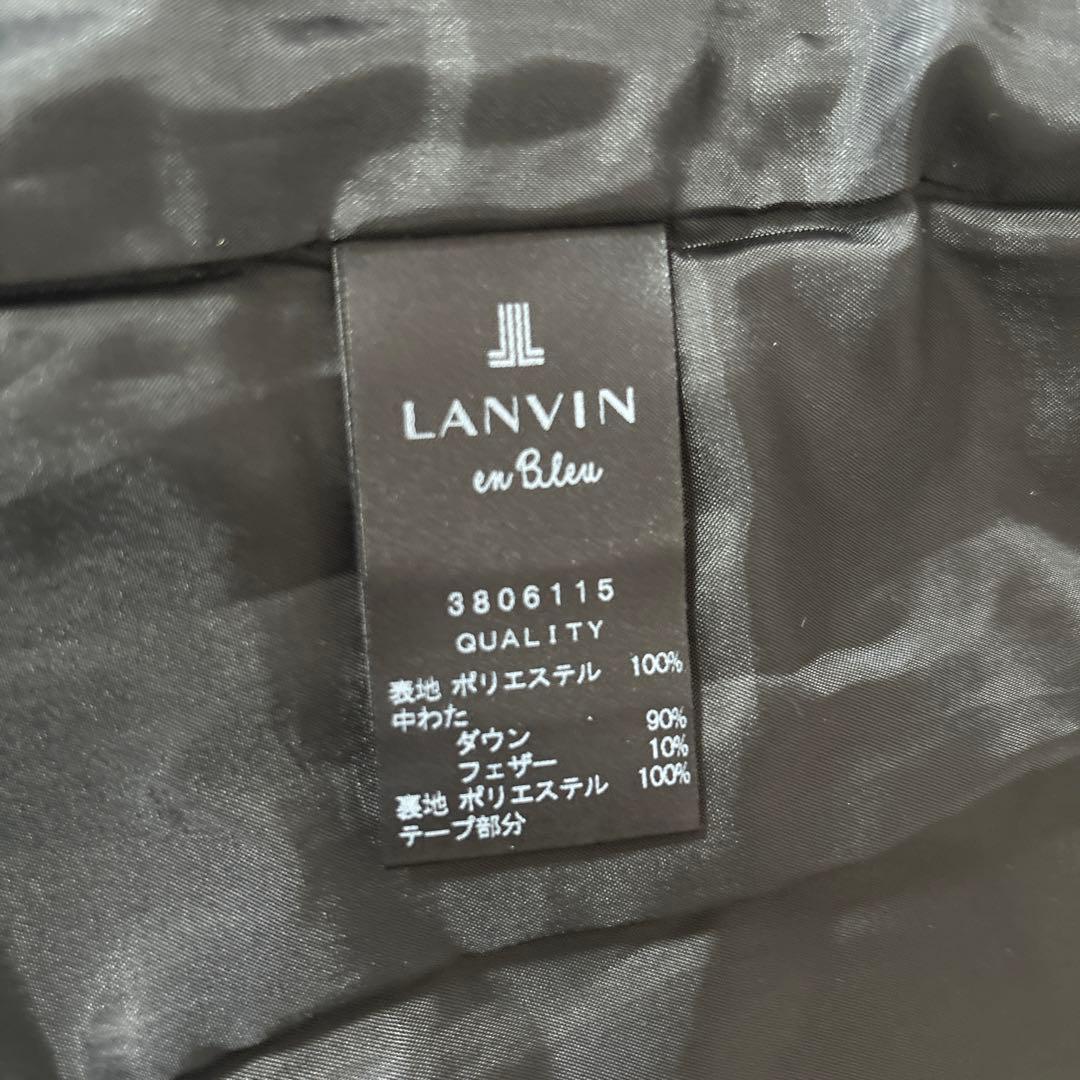 JL
LANVIN
en Bleu
3806115
QUALITY
表地 ポリエステル 100%
中わた
ダウン 90%
フェザー 10%
裏地 ポリエステル 100%
テープ部分